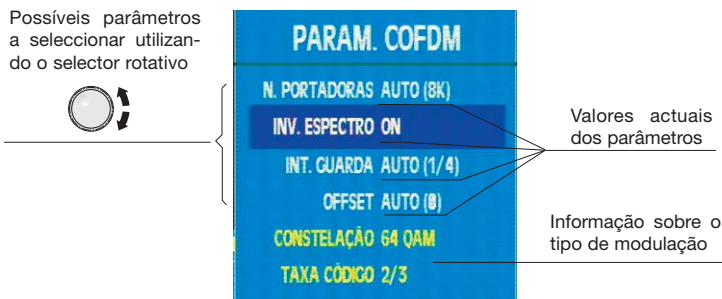 Possíveis parâmetros
a seleccionar utilizan-
do o selector rotativo
PARAM. COFDM
N. PORTADORAS AUTO (8K)
INV. ESPECTRO ON
INT. GUARDA AUTO (1/4)
OFFSET AUTO (0)
CONSTELAÇÃO 64 QAM
TAXA CÓDIGO 2/3
Valores actuais
dos parâmetros
Informação sobre o
tipo de modulação